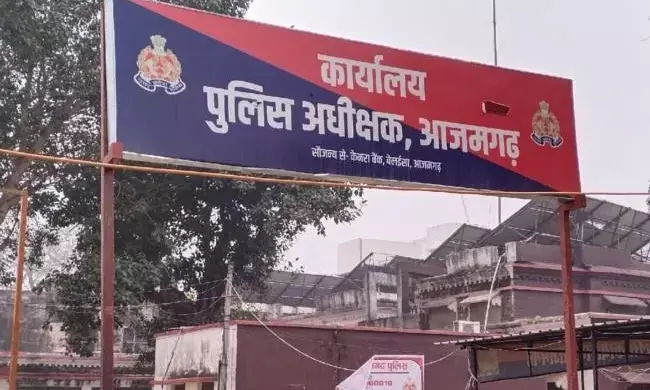 कार्यालय
पुलिस अधीक्षक, आजमगढ़
सौजन्य से- केनरा बैंक, बेलईसा, आजमगढ़
पुलिस